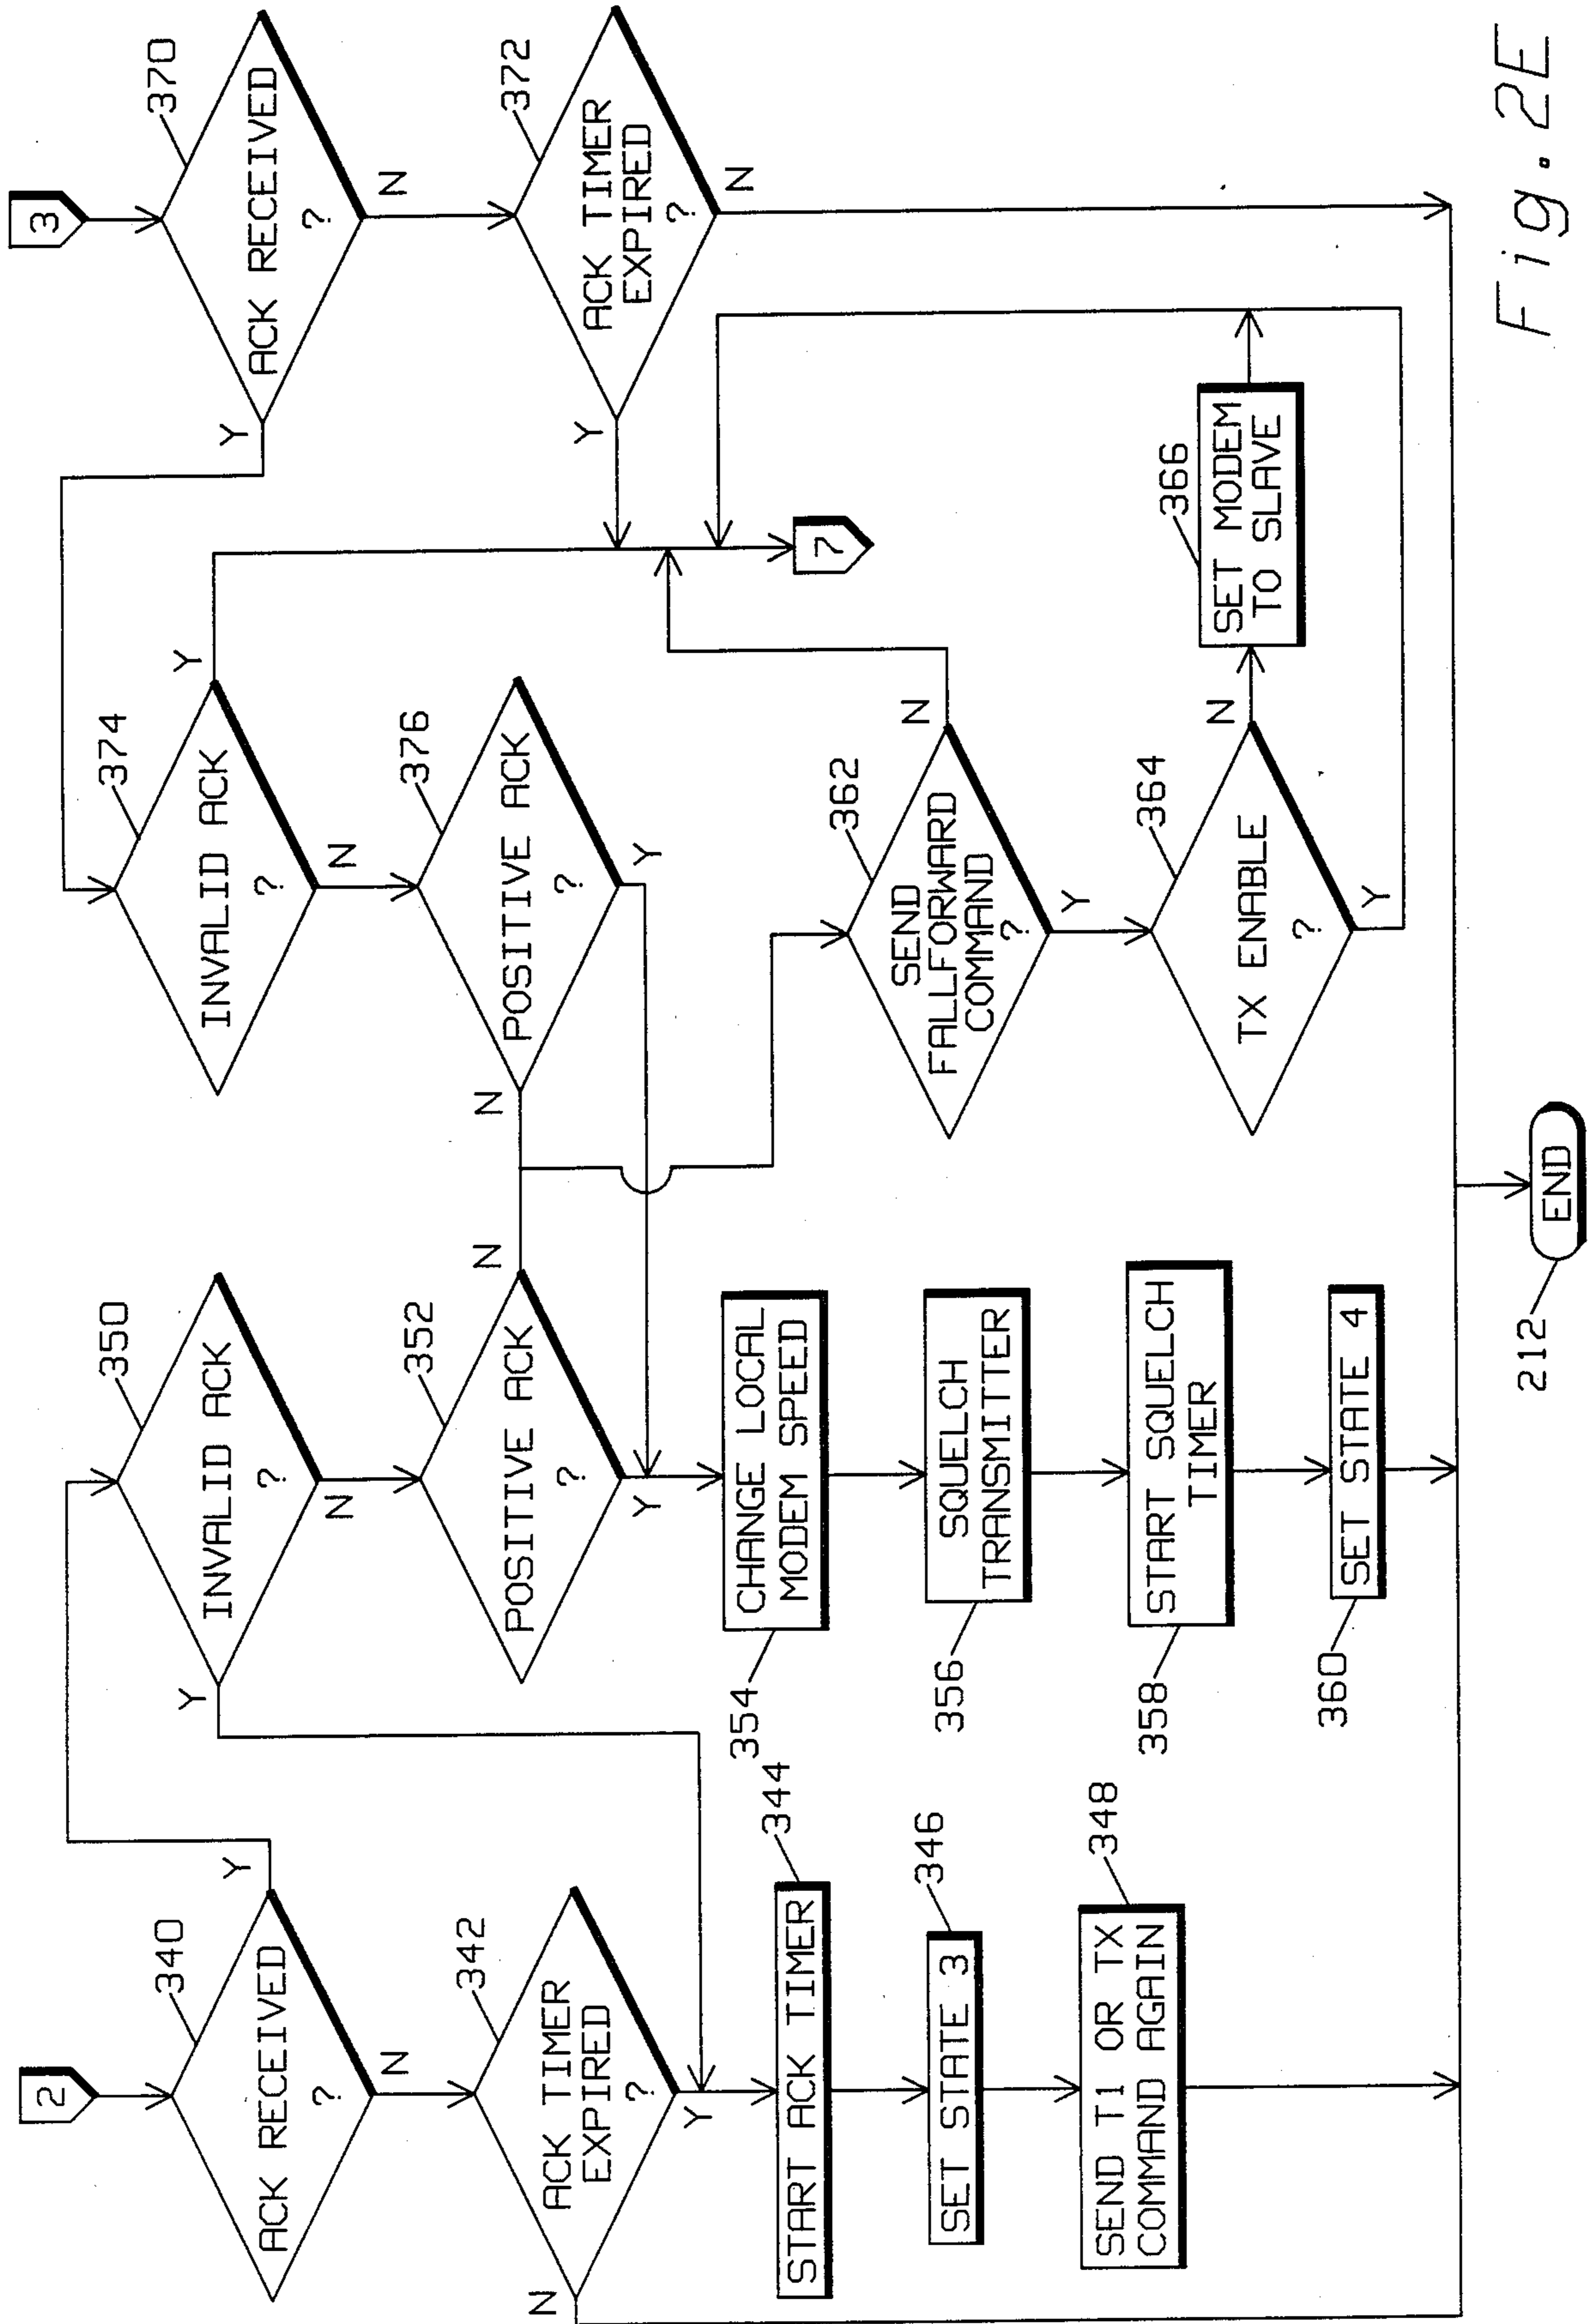 2
340
ACK RECEIVED
?
Y
N
342
ACK TIMER
EXPIRED
?
N
Y
344
START ACK TIMER
346
SET STATE 3
348
SEND T1 OR TX
COMMAND AGAIN
350
INVALID ACK
?
Y
N
352
POSITIVE ACK
?
N
Y
354
CHANGE LOCAL
MODEM SPEED
356
SQUELCH
TRANSMITTER
358
START SQUELCH
TIMER
360
SET STATE 4
374
INVALID ACK
?
Y
N
376
POSITIVE ACK
?
N
Y
362
SEND
FALLFORWARD
COMMAND
?
N
Y
364
TX ENABLE
?
N
Y
366
SET MODEM
TO SLAVE
3
370
ACK RECEIVED
?
Y
N
372
ACK TIMER
EXPIRED
?
Y
N
7
212
END
Fig. 2E